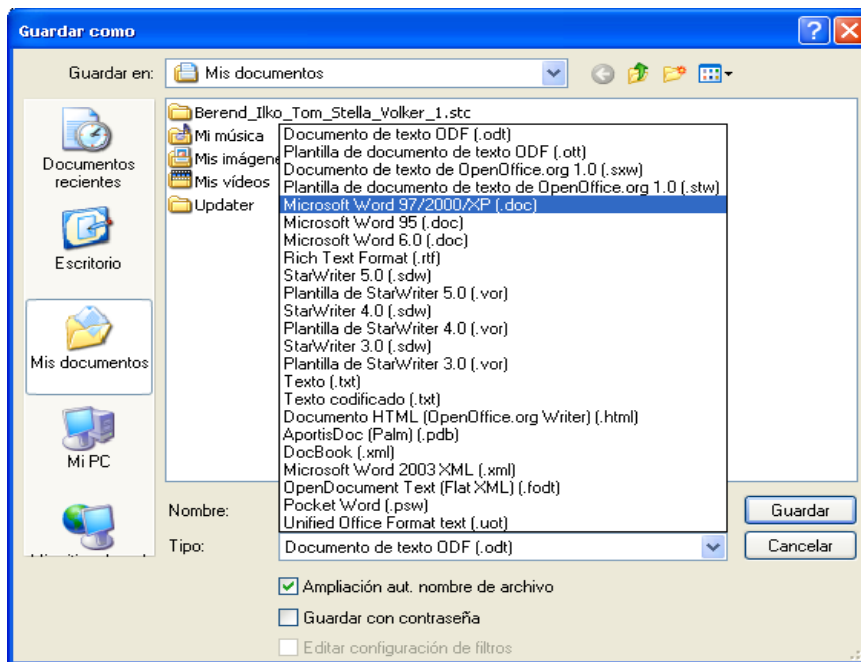 Guardar como
Guardar en:
Mis documentos
Documentos
recientes
Escritorio
Mis documentos
Mi PC
Berend_Ilko_Tom_Stella_Volker_1.stc
Mi música
Mis imágene
Mis vídeos
Updater
Documento de texto ODF (.odt)
Plantilla de documento de texto ODF (.ott)
Documento de texto de OpenOffice.org 1.0 (.sxw)
Plantilla de documento de texto de OpenOffice.org 1.0 (.stw)
Microsoft Word 97/2000/XP (.doc)
Microsoft Word 95 (.doc)
Microsoft Word 6.0 (.doc)
Rich Text Format (.rtf)
StarWriter 5.0 (.sdw)
Plantilla de StarWriter 5.0 (.vor)
StarWriter 4.0 (.sdw)
Plantilla de StarWriter 4.0 (.vor)
StarWriter 3.0 (.sdw)
Plantilla de StarWriter 3.0 (.vor)
Texto (.txt)
Texto codificado (.txt)
Documento HTML (OpenOffice.org Writer) (.html)
AportisDoc (Palm) (.pdb)
DocBook (.xml)
Microsoft Word 2003 XML (.xml)
OpenDocument Text (Flat XML) (.fodt)
Pocket Word (.psw)
Unified Office Format text (.uot)
Nombre:
Guardar
Tipo:
Documento de texto ODF (.odt)
Cancelar
Ampliación aut. nombre de archivo
Guardar con contraseña
Editar configuración de filtros